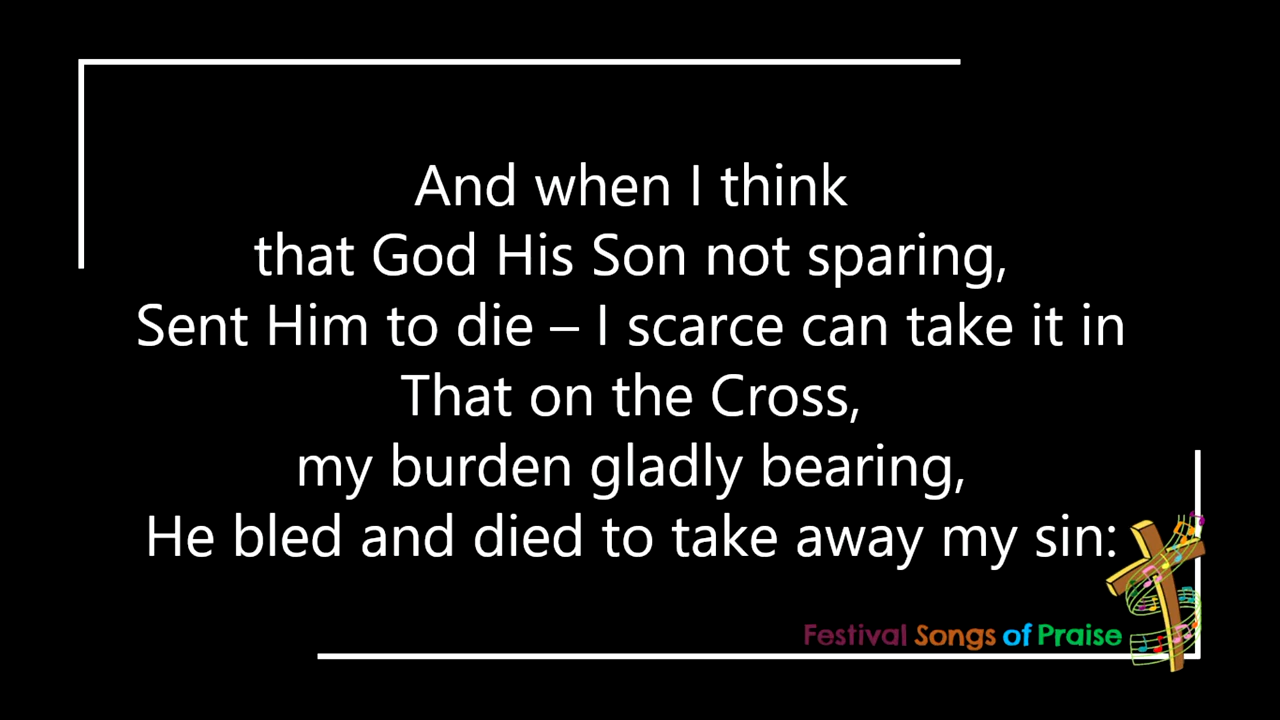 And when I think
that God His Son not sparing,
Sent Him to die – I scarce can take it in
That on the Cross,
my burden gladly bearing,
He bled and died to take away my sin:
Festival Songs of Praise